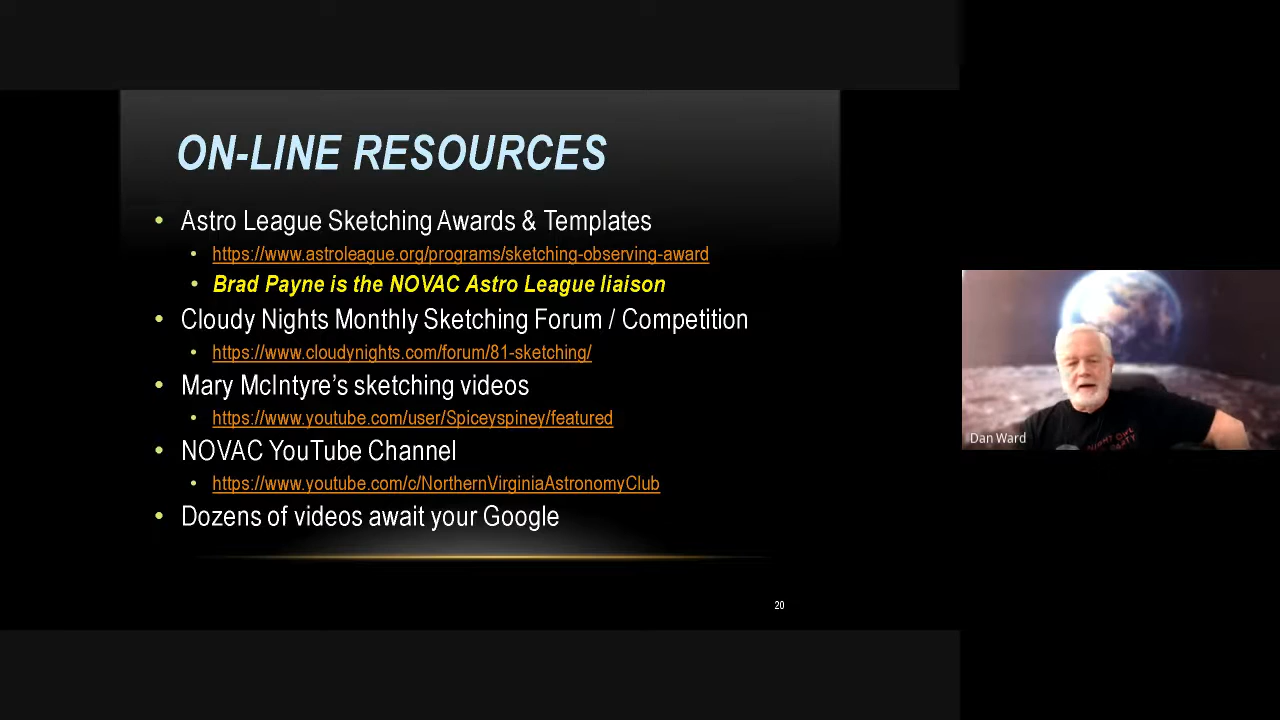 ON-LINE RESOURCES
• Astro League Sketching Awards & Templates
• https://www.astroleague.org/programs/sketching-observing-award
• Brad Payne is the NOVAC Astro League liaison
• Cloudy Nights Monthly Sketching Forum / Competition
• https://www.cloudynights.com/forum/81-sketching/
• Mary McIntyre's sketching videos
• https://www.youtube.com/user/Spiceyspiney/featured
• NOVAC YouTube Channel
• https://www.youtube.com/c/NorthernVirginiaAstronomyClub
• Dozens of videos await your Google
20
Dan Ward
OWL